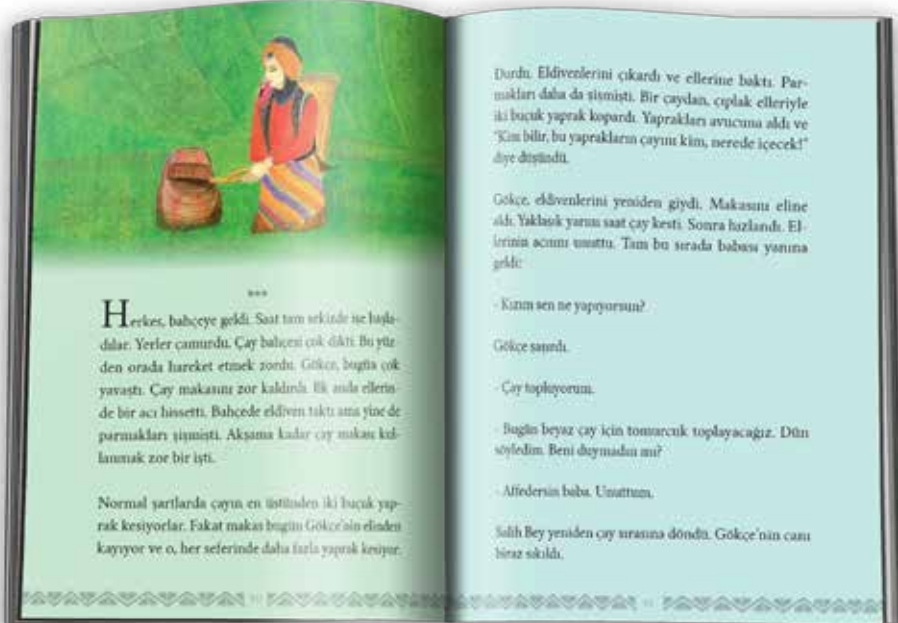 ***
Herkes, bahçeye geldi. Saat tam sekizde işe başla-
dılar. Yerler çamurdu. Çay bahçesi çok dikti. Bu yüz-
den orada hareket etmek zordu. Gökçe, bugün çok
yavaştı. Çay makasını zor kaldırdı. İlk anda ellerin-
de bir acı hissetti. Bahçede eldiven taktı ama yine de
parmakları şişmişti. Akşama kadar çay makası kul-
lanmak zor bir işti.
Normal şartlarda çayın en üstünden iki buçuk yap-
rak kesiyorlar. Fakat makas bugün Gökçe'nin elinden
kayıyor ve o, her seferinde daha fazla yaprak kesiyor.
Durdu. Eldivenlerini çıkardı ve ellerine baktı. Par-
makları daha da şişmişti. Bir çaydan, çıplak elleriyle
iki buçuk yaprak kopardı. Yaprakları avucuna aldı ve
"Kim bilir, bu yaprakların çayını kim, nerede içecek!"
diye düşündü.
Gökçe, eldivenlerini yeniden giydi. Makasını eline
aldı. Yaklaşık yarım saat çay kesti. Sonra hızlandı. El-
lerinin acısını unuttu. Tam bu sırada babası yanına
geldi:
- Kızım sen ne yapıyorsun?
Gökçe şaşırdı.
- Çay topluyorum.
- Bugün beyaz çay için tomurcuk toplayacağız. Dün
söyledim. Beni duymadın mı?
- Affedersin baba. Unuttum.
Salih Bey yeniden çay sırasına döndü. Gökçe'nin canı
biraz sıkıldı.